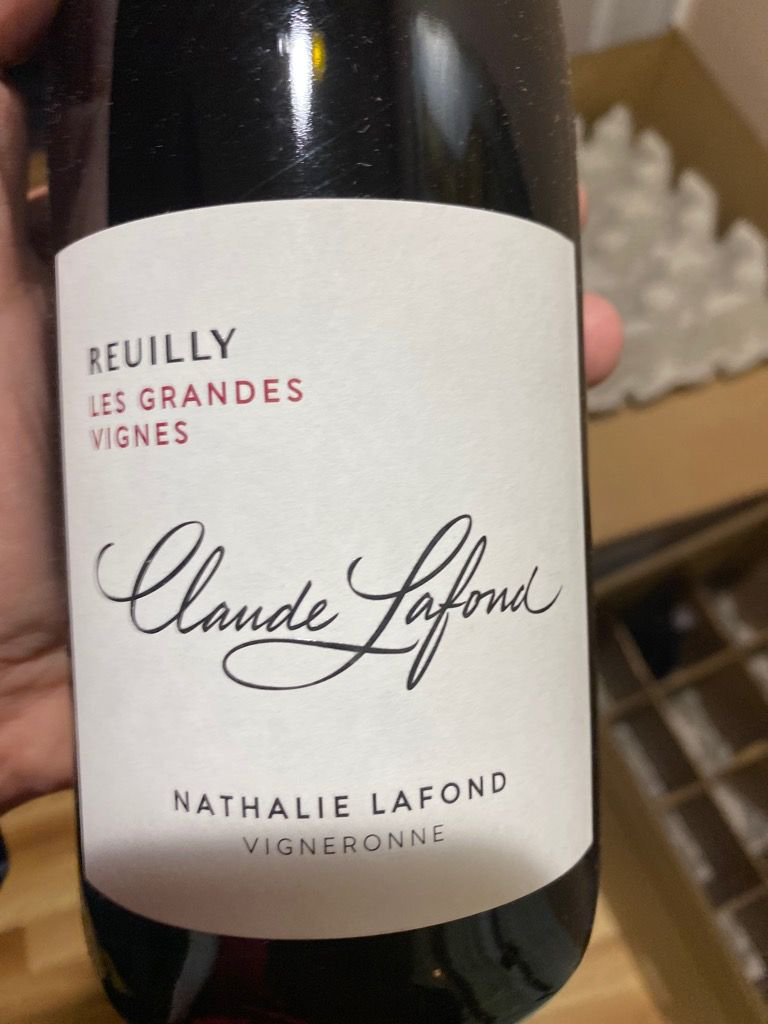 REUILLY
LES GRANDES
VIGNES
Claude Lafond
NATHALIE LAFOND
VIGNERONNE